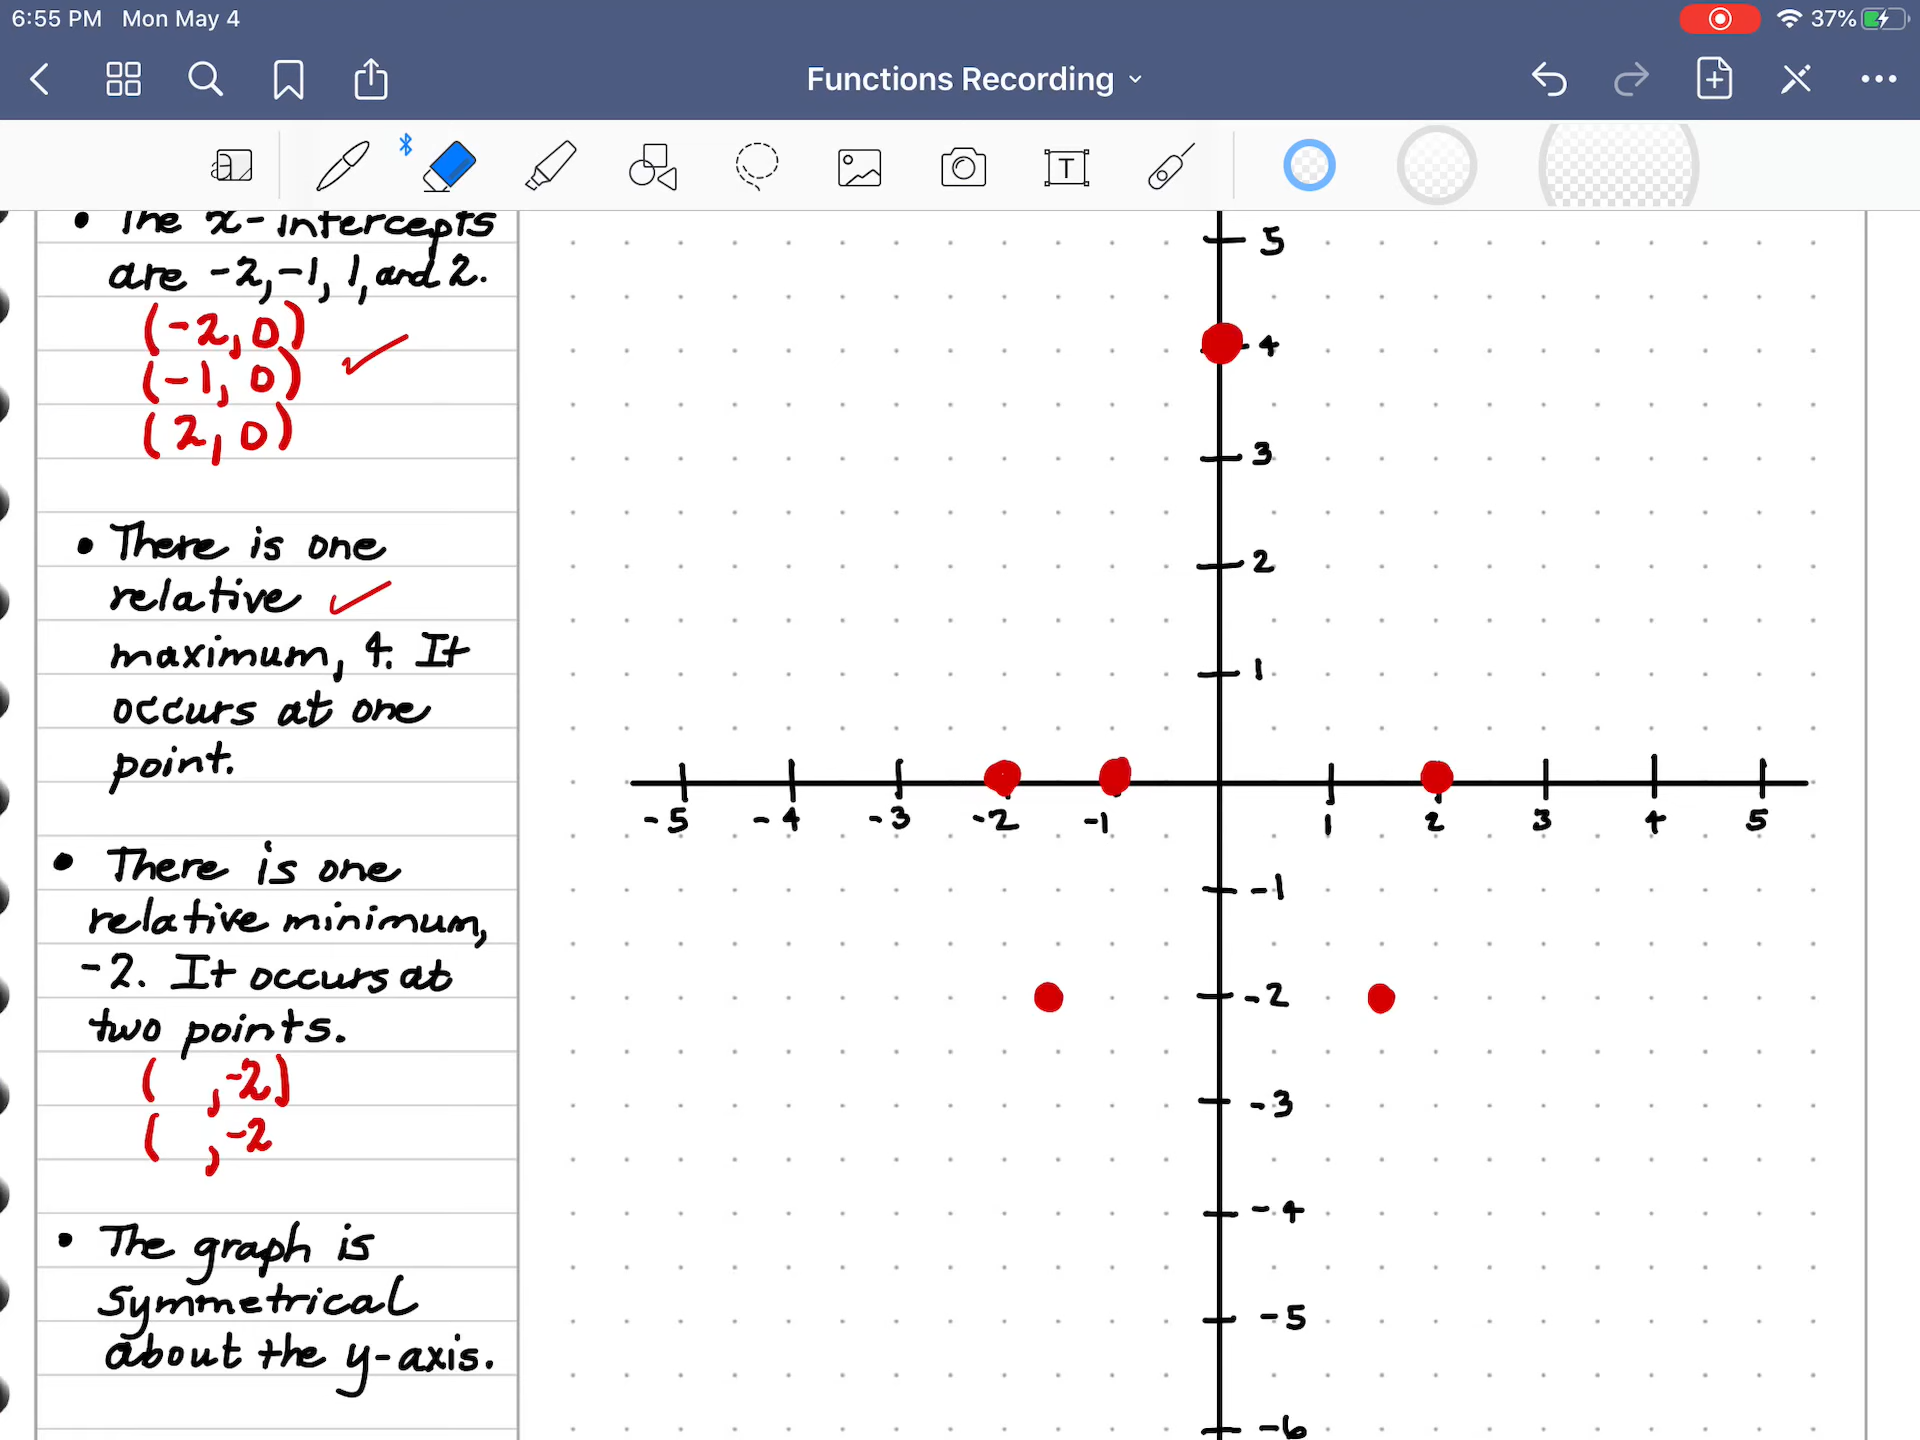 6:55 PM Mon May 4
37%
Functions Recording
T
• The x-intercepts
are -2,-1, 1, and 2.
(-2,0)
(-1,0)
(2,0)
• There is one
relative
maximum, 4. It
occurs at one
point.
• There is one
relative minimum,
-2. It occurs at
two points.
( ,-2)
( ,-2
• The graph is
symmetrical
about the y-axis.
5
4
3
2
1
-5 -4 -3 -2 -1 1 2 3 4 5
-1
-2
-3
-4
-5
-6